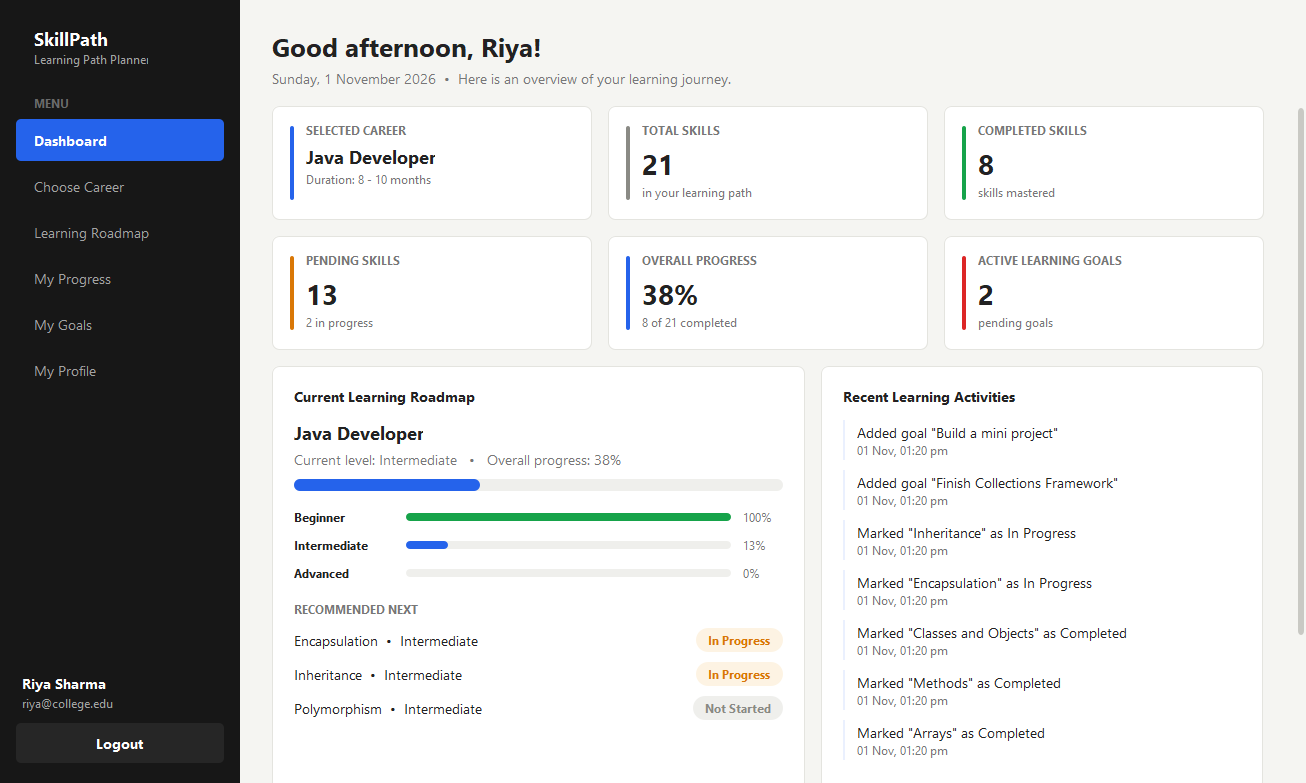 SkillPath
Learning Path Planner
MENU
Dashboard
Choose Career
Learning Roadmap
My Progress
My Goals
My Profile
Riya Sharma
riya@college.edu
Logout
Good afternoon, Riya!
Sunday, 1 November 2026 • Here is an overview of your learning journey.
SELECTED CAREER
Java Developer
Duration: 8 - 10 months
TOTAL SKILLS
21
in your learning path
COMPLETED SKILLS
8
skills mastered
PENDING SKILLS
13
2 in progress
OVERALL PROGRESS
38%
8 of 21 completed
ACTIVE LEARNING GOALS
2
pending goals
Current Learning Roadmap
Java Developer
Current level: Intermediate • Overall progress: 38%
Beginner 100%
Intermediate 13%
Advanced 0%
RECOMMENDED NEXT
Encapsulation • Intermediate In Progress
Inheritance • Intermediate In Progress
Polymorphism • Intermediate Not Started
Recent Learning Activities
Added goal "Build a mini project"
01 Nov, 01:20 pm
Added goal "Finish Collections Framework"
01 Nov, 01:20 pm
Marked "Inheritance" as In Progress
01 Nov, 01:20 pm
Marked "Encapsulation" as In Progress
01 Nov, 01:20 pm
Marked "Classes and Objects" as Completed
01 Nov, 01:20 pm
Marked "Methods" as Completed
01 Nov, 01:20 pm
Marked "Arrays" as Completed
01 Nov, 01:20 pm